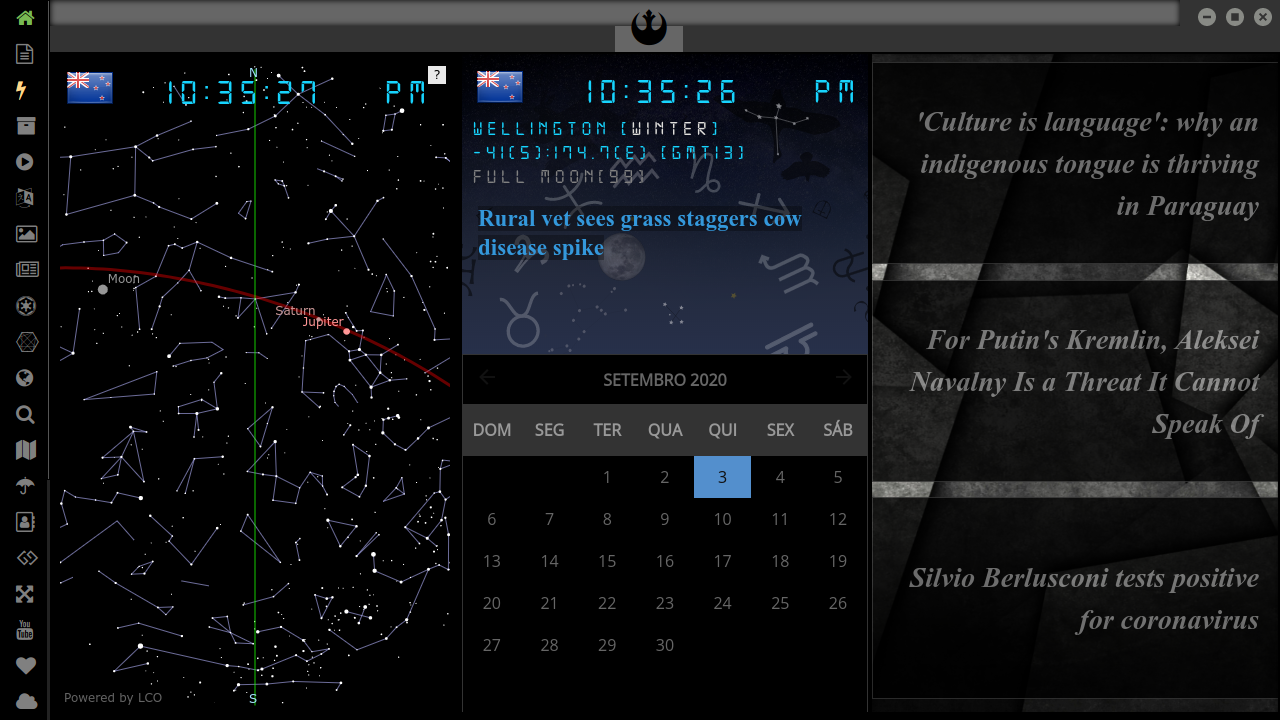 N
10:35:27 PM
?
Moon
Saturn
Jupiter
Powered by LCO
S
10:35:26 PM
WELLINGTON [WINTER]
-41(S):174.7(E) [GMT13]
FULL MOON(99)
Rural vet sees grass staggers cow
disease spike
SETEMBRO 2020
DOM SEG TER QUA QUI SEX SÁB
1 2 3 4 5
6 7 8 9 10 11 12
13 14 15 16 17 18 19
20 21 22 23 24 25 26
27 28 29 30
'Culture is language': why an
indigenous tongue is thriving
in Paraguay
For Putin's Kremlin, Aleksei
Navalny Is a Threat It Cannot
Speak Of
Silvio Berlusconi tests positive
for coronavirus
You
Tube